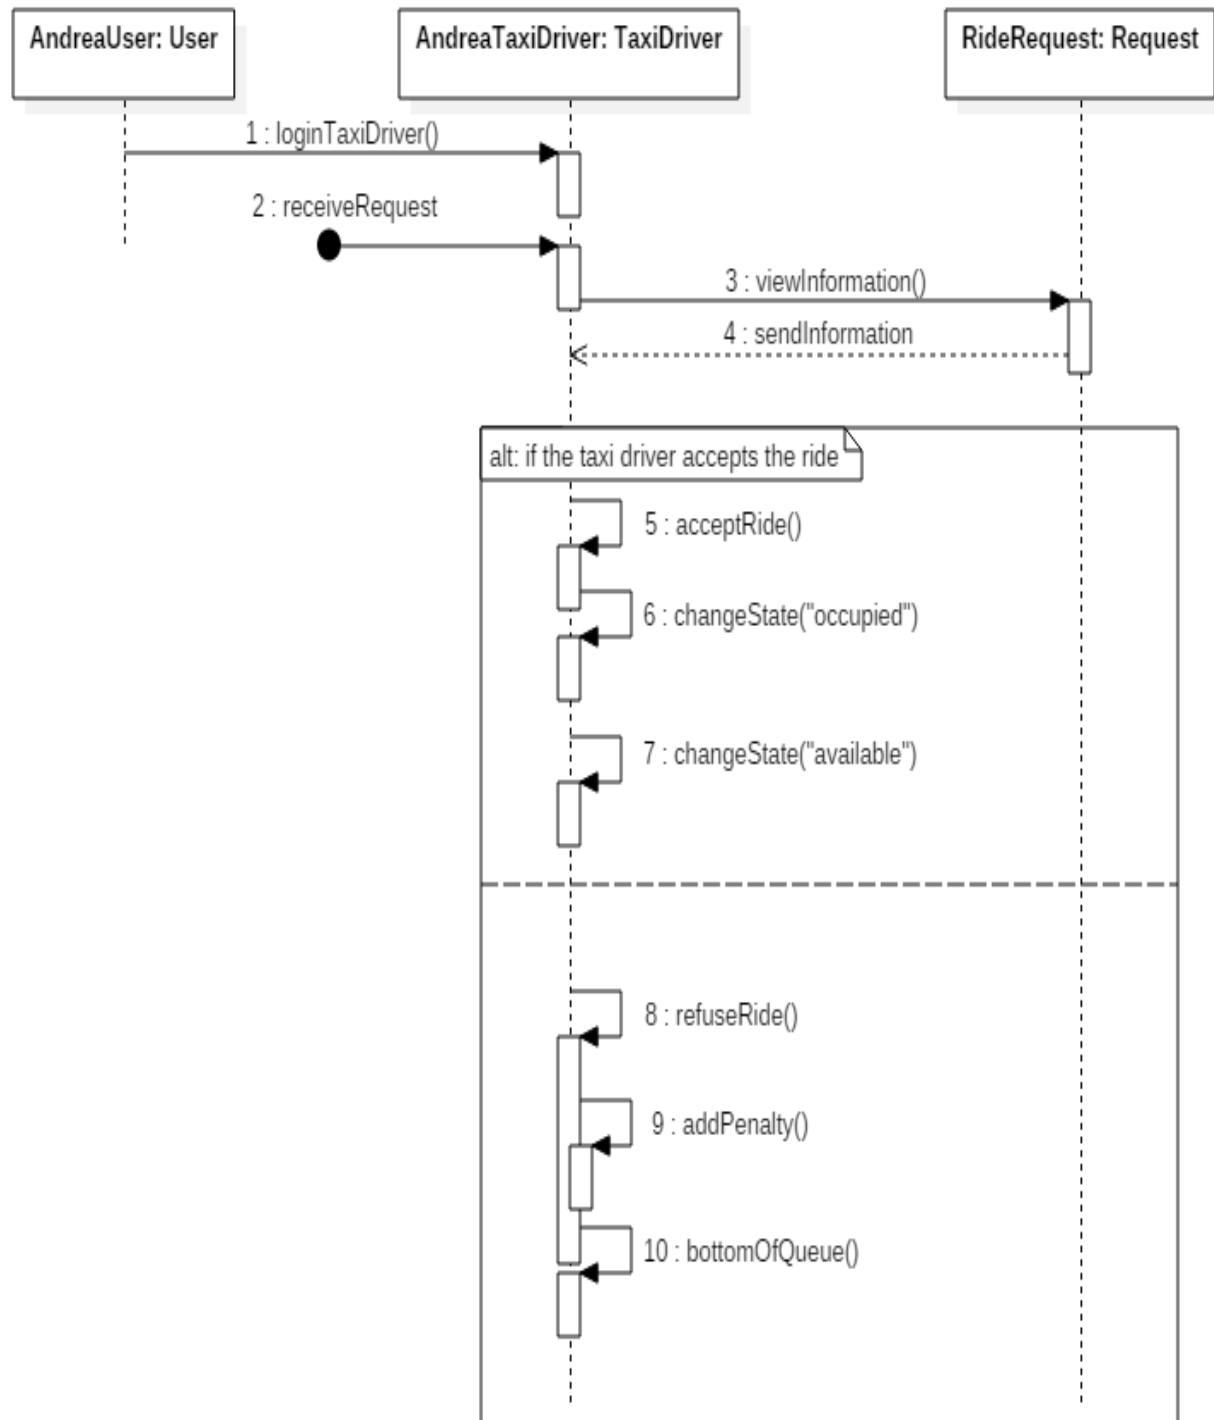 AndreaUser: User
AndreaTaxiDriver: TaxiDriver
RideRequest: Request
1 : loginTaxiDriver()
2 : receiveRequest
3 : viewInformation()
4 : sendInformation
alt: if the taxi driver accepts the ride
5 : acceptRide()
6 : changeState("occupied")
7 : changeState("available")
8 : refuseRide()
9 : addPenalty()
10 : bottomOfQueue()